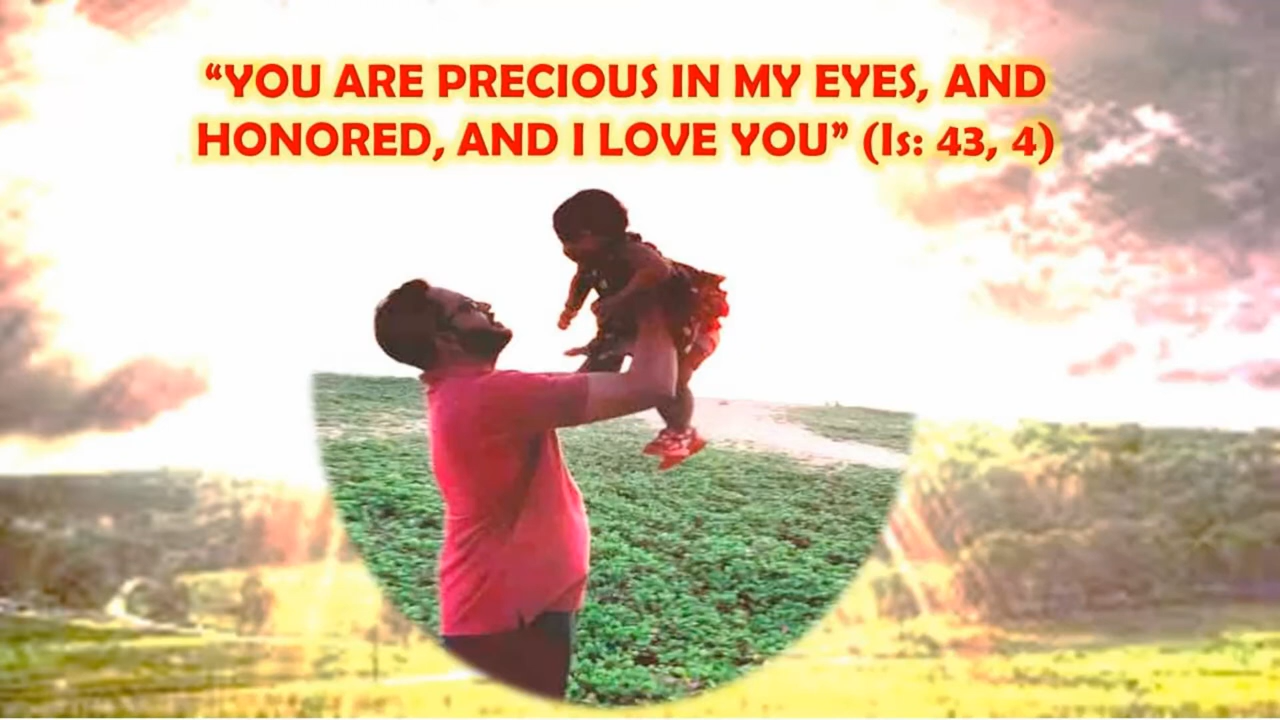 “YOU ARE PRECIOUS IN MY EYES, AND
HONORED, AND I LOVE YOU” (Is: 43, 4)